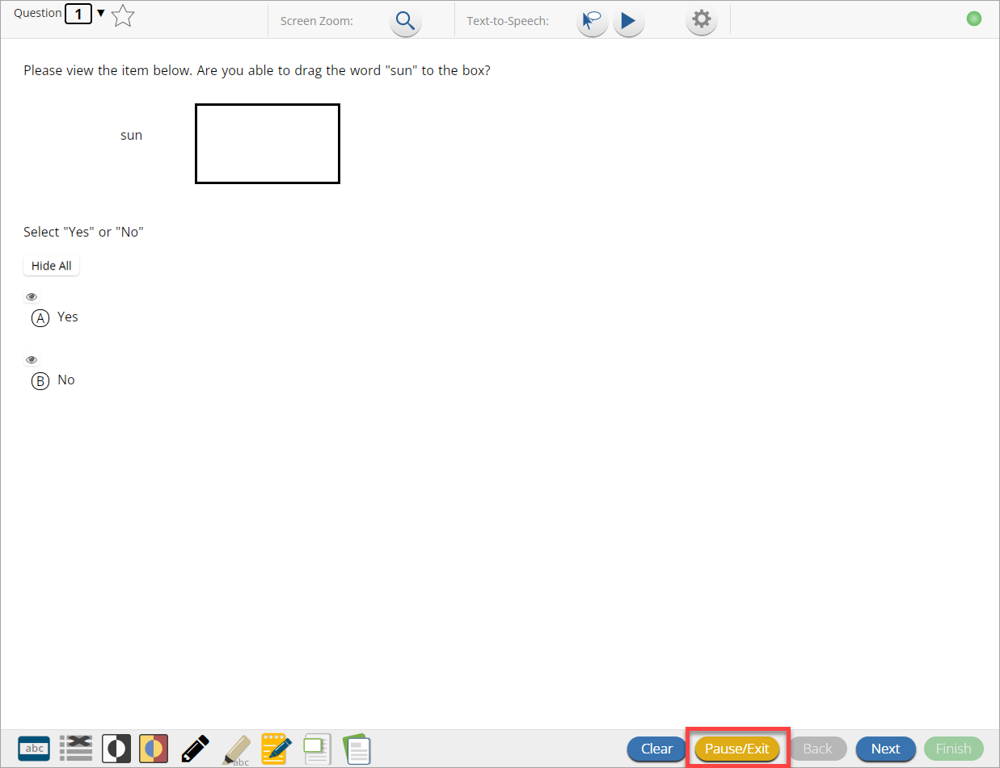 Question 1 Screen Zoom: Text-to-Speech:
Please view the item below. Are you able to drag the word "sun" to the box?
sun
Select "Yes" or "No"
Hide All
A Yes
B No
abc abc Clear Pause/Exit Back Next Finish